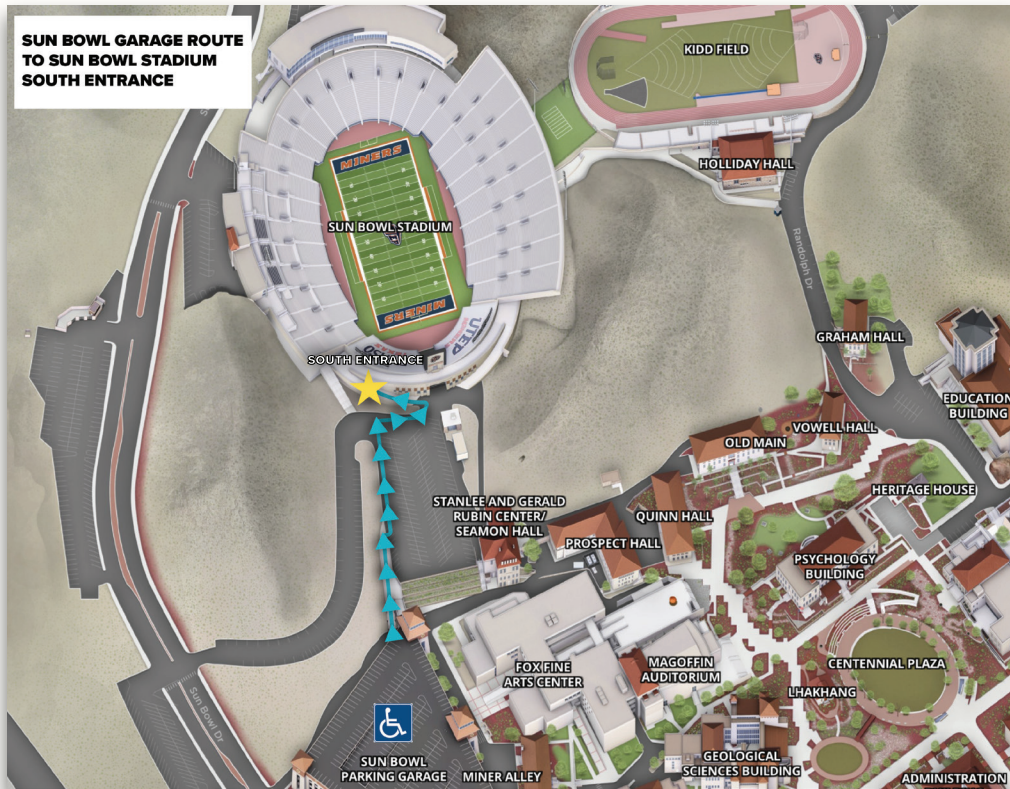 SUN BOWL GARAGE ROUTE
TO SUN BOWL STADIUM
SOUTH ENTRANCE
KIDD FIELD
HOLLIDAY HALL
MINERS
SUN BOWL STADIUM
Randolph Dr
MINERS
UTEP
SOUTH ENTRANCE
GRAHAM HALL
EDUCATION
BUILDING
VOWELL HALL
OLD MAIN
HERITAGE HOUSE
STANLEE AND GERALD
RUBIN CENTER/
SEAMON HALL
QUINN HALL
PROSPECT HALL
PSYCHOLOGY
BUILDING
FOX FINE
ARTS CENTER
MAGOFFIN
AUDITORIUM
CENTENNIAL PLAZA
LHAKHANG
Sun Bowl Dr
SUN BOWL
PARKING GARAGE
MINER ALLEY
GEOLOGICAL
SCIENCES BUILDING
ADMINISTRATION